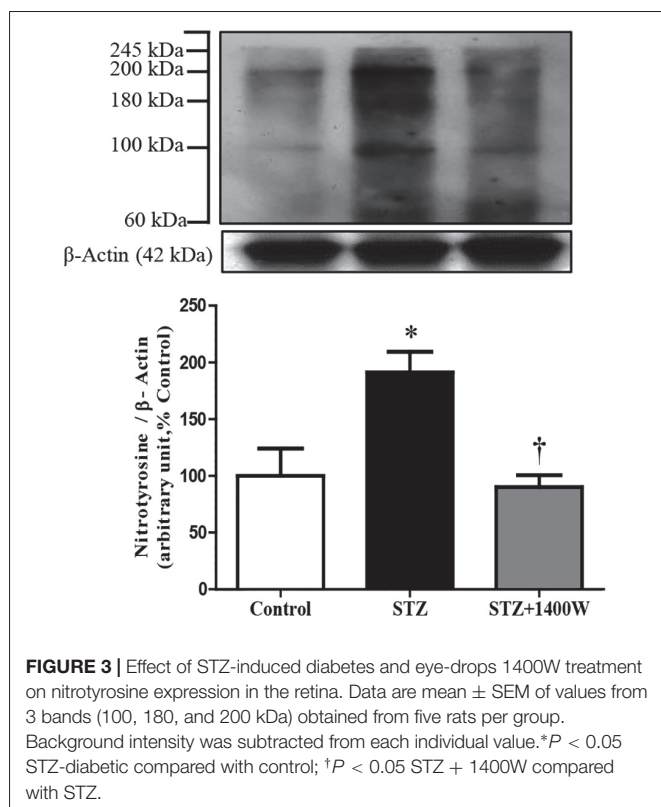 245 kDa
200 kDa
180 kDa
100 kDa
60 kDa
β-Actin (42 kDa)
Nitrotyrosine / β- Actin
(arbitrary unit,% Control)
250
200
150
100
50
0
*
†
Control STZ STZ+1400W
FIGURE 3 | Effect of STZ-induced diabetes and eye-drops 1400W treatment
on nitrotyrosine expression in the retina. Data are mean ± SEM of values from
3 bands (100, 180, and 200 kDa) obtained from five rats per group.
Background intensity was subtracted from each individual value.*P < 0.05
STZ-diabetic compared with control; †P < 0.05 STZ + 1400W compared
with STZ.